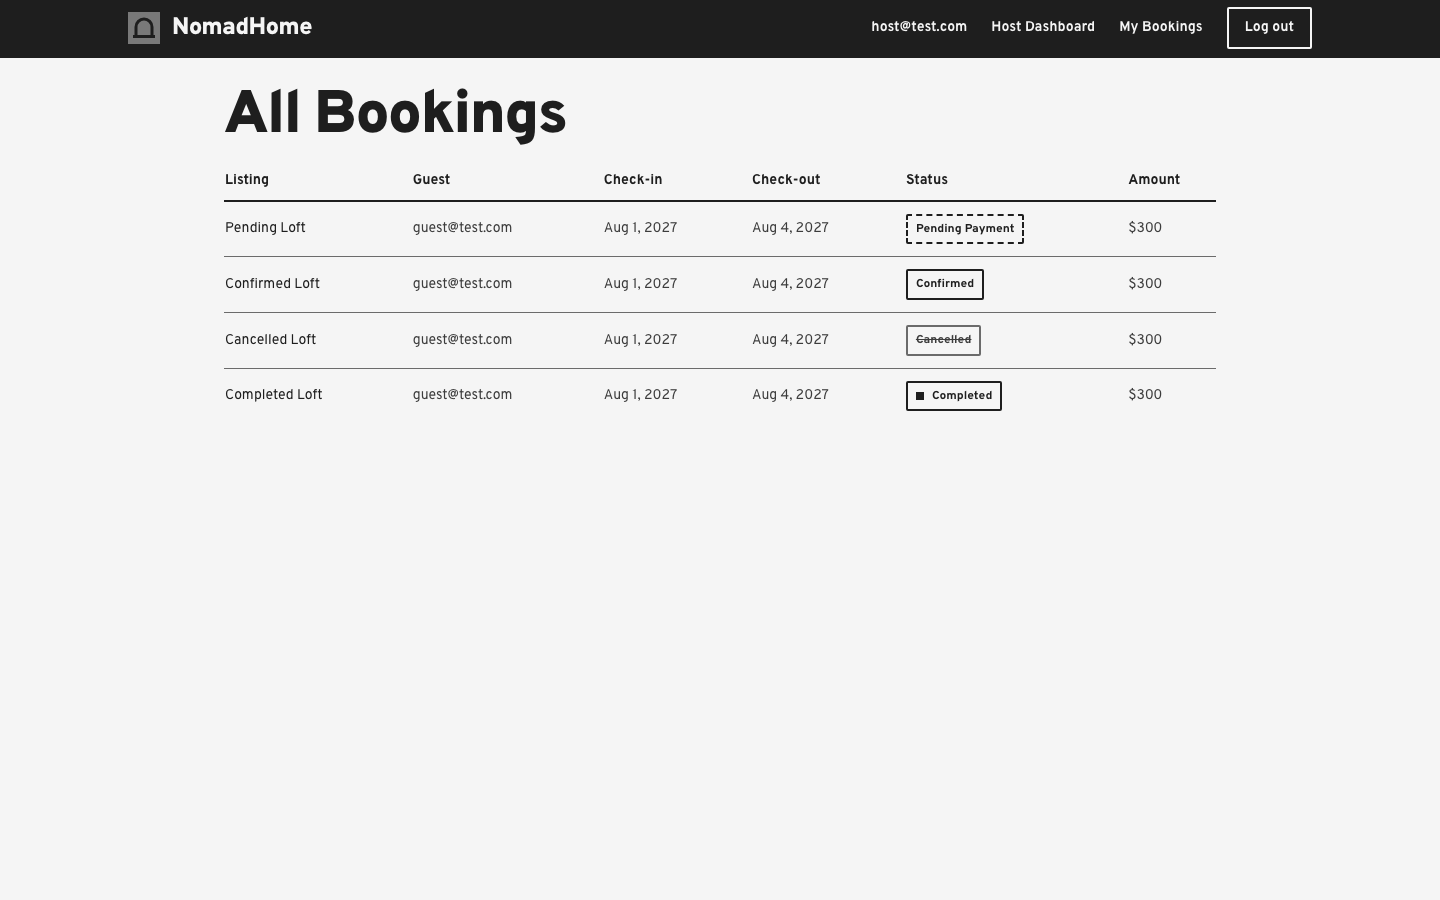 NomadHome
host@test.com Host Dashboard My Bookings Log out
All Bookings
Listing Guest Check-in Check-out Status Amount
Pending Loft guest@test.com Aug 1, 2027 Aug 4, 2027 Pending Payment $300
Confirmed Loft guest@test.com Aug 1, 2027 Aug 4, 2027 Confirmed $300
Cancelled Loft guest@test.com Aug 1, 2027 Aug 4, 2027 Cancelled $300
Completed Loft guest@test.com Aug 1, 2027 Aug 4, 2027 Completed $300